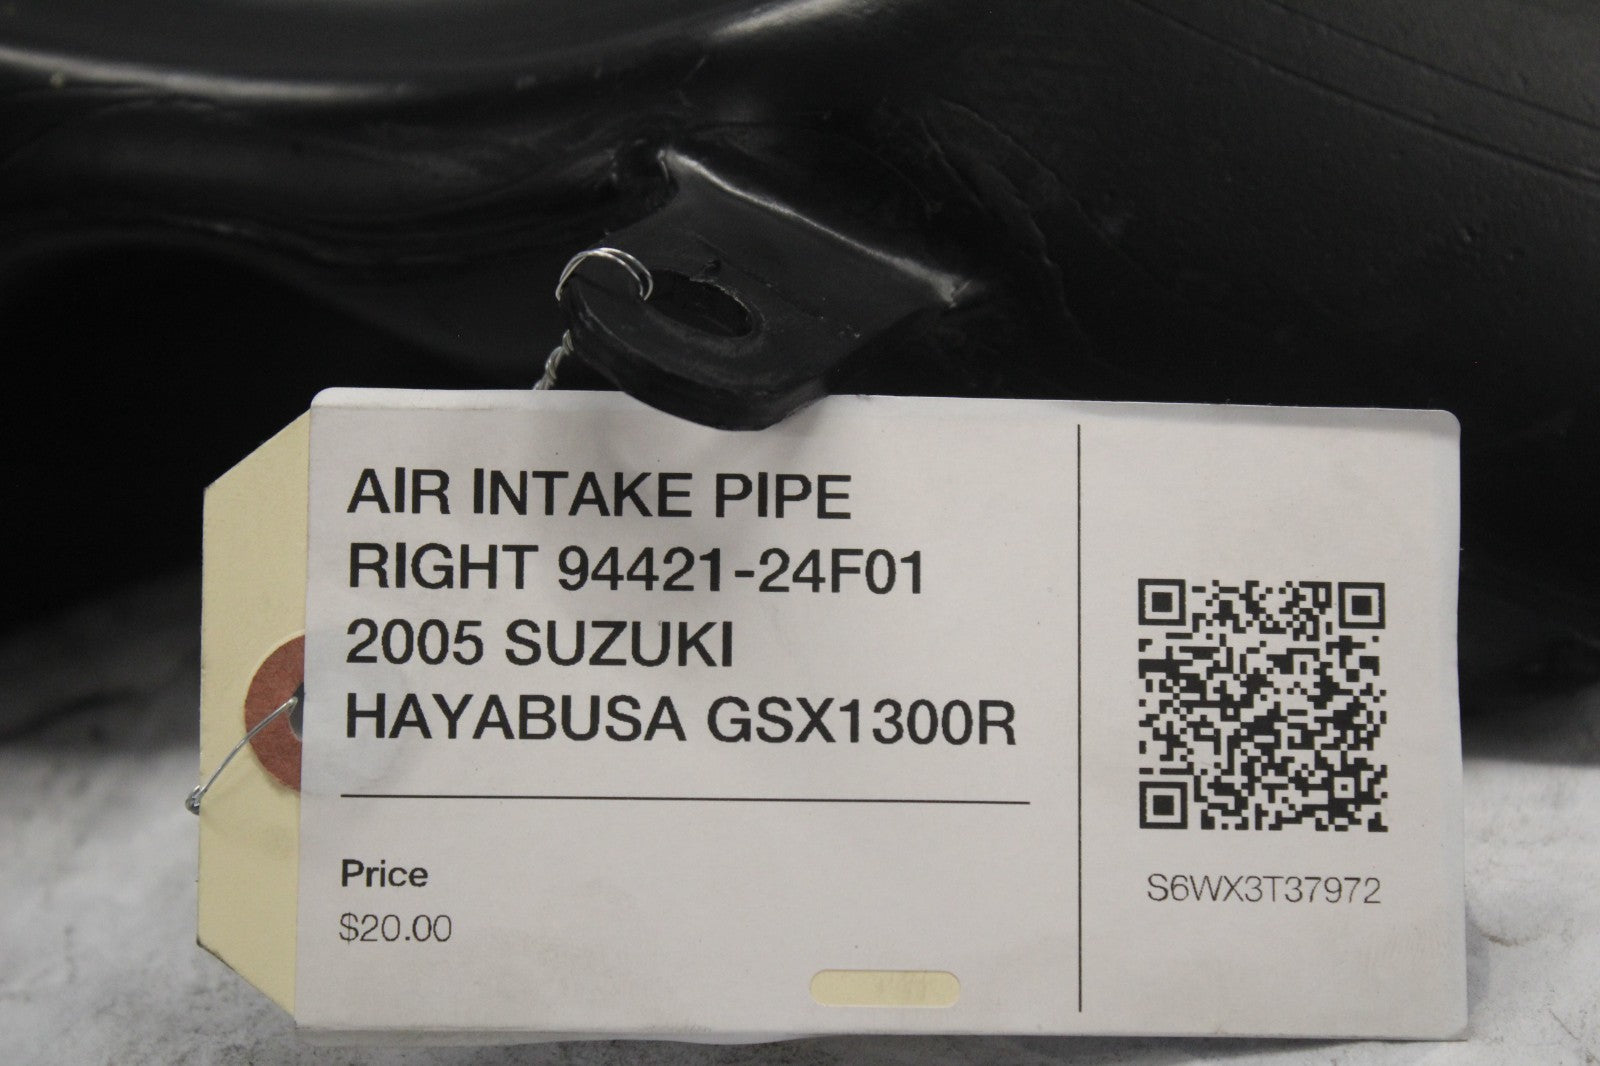 AIR INTAKE PIPE
RIGHT 94421-24F01
2005 SUZUKI
HAYABUSA GSX1300R
Price
$20.00
S6WX3T37972